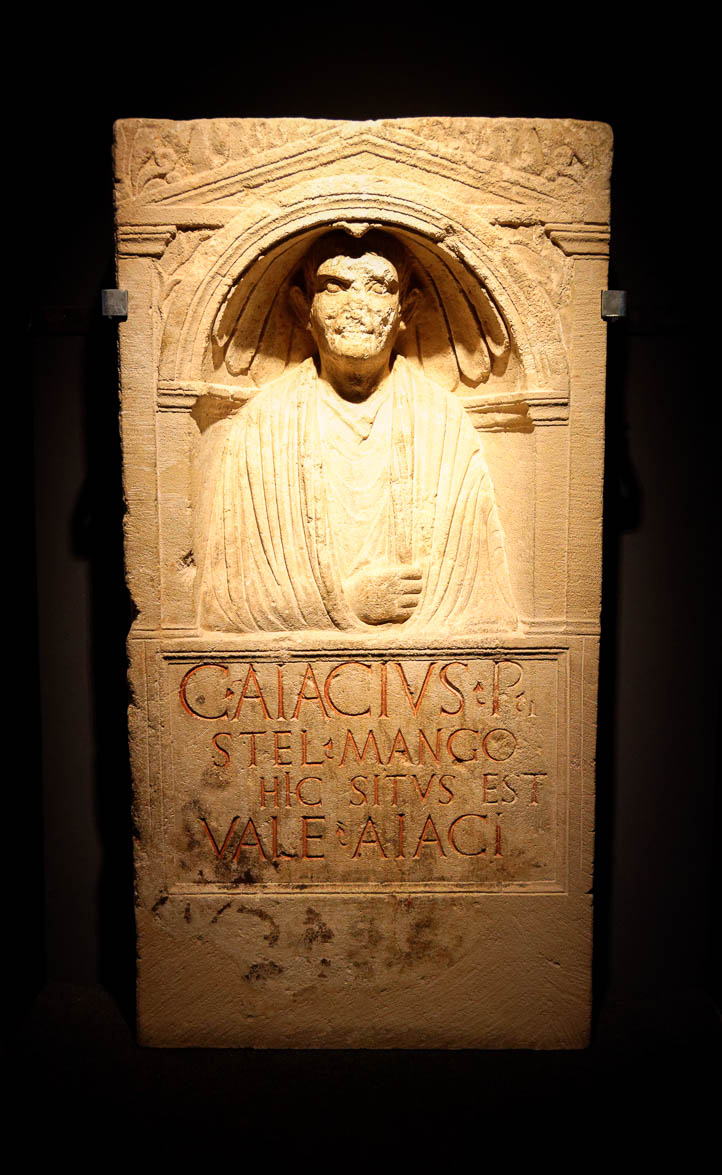 C·AIACIVS·P·F
STEL·MANGO
HIC SITVS EST
VALE·AIACI